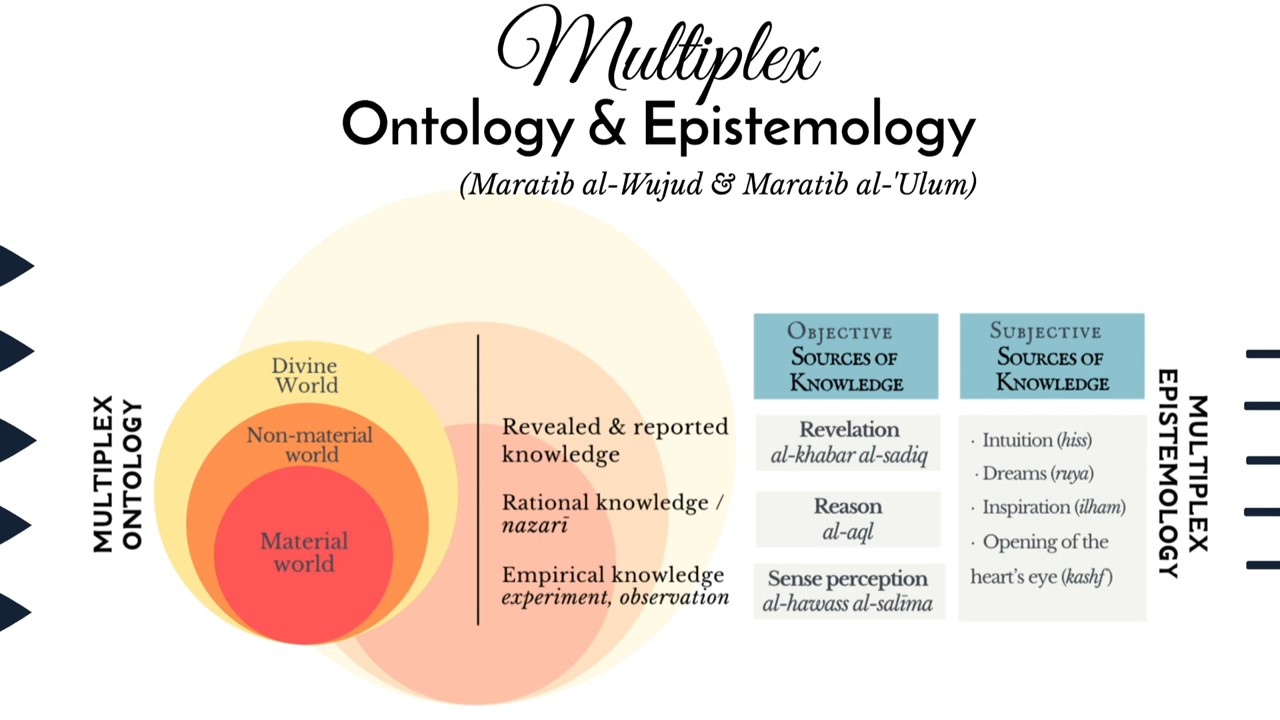 Multiplex
Ontology & Epistemology
(Maratib al-Wujud & Maratib al-'Ulum)
MULTIPLEX
ONTOLOGY
Divine
World
Non-material
world
Material
world
Revealed & reported
knowledge
Rational knowledge /
nazarī
Empirical knowledge
experiment, observation
Objective
Sources of
Knowledge
Revelation
al-khabar al-sadiq
Reason
al-aql
Sense perception
al-hawass al-salīma
Subjective
Sources of
Knowledge
· Intuition (hiss)
· Dreams (ruya)
· Inspiration (ilham)
· Opening of the
heart's eye (kashf)
MULTIPLEX
EPISTEMOLOGY